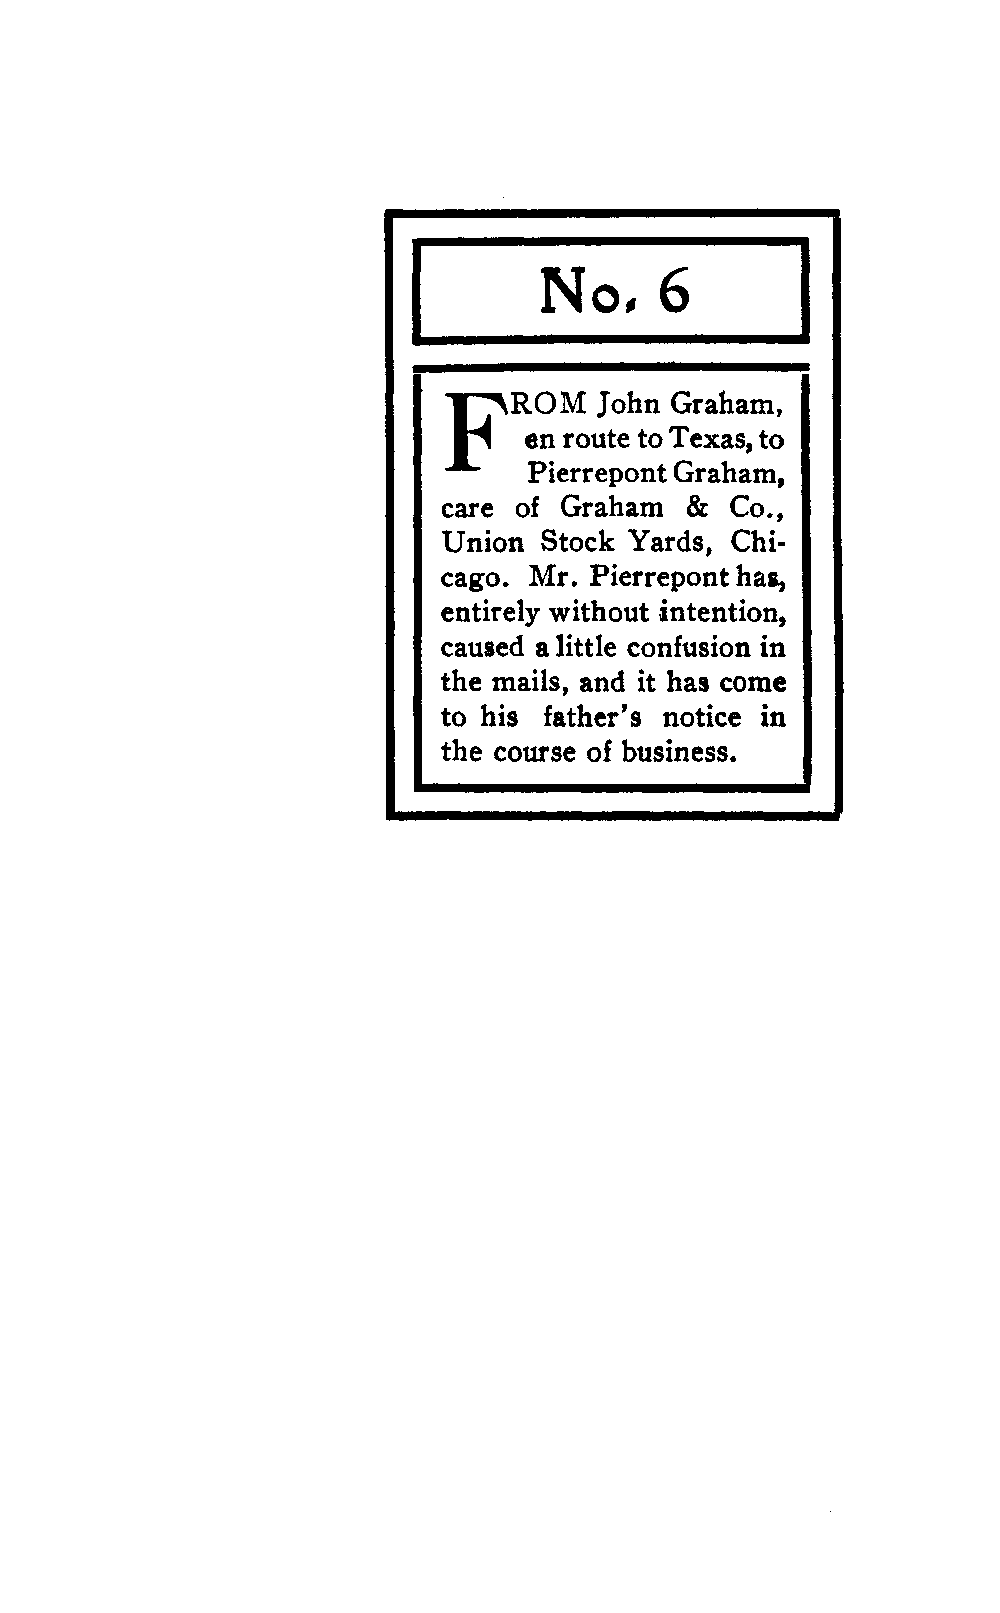 No. 6
FROM John Graham,
en route to Texas, to
Pierrepont Graham,
care of Graham & Co.,
Union Stock Yards, Chi-
cago. Mr. Pierrepont has,
entirely without intention,
caused a little confusion in
the mails, and it has come
to his father's notice in
the course of business.